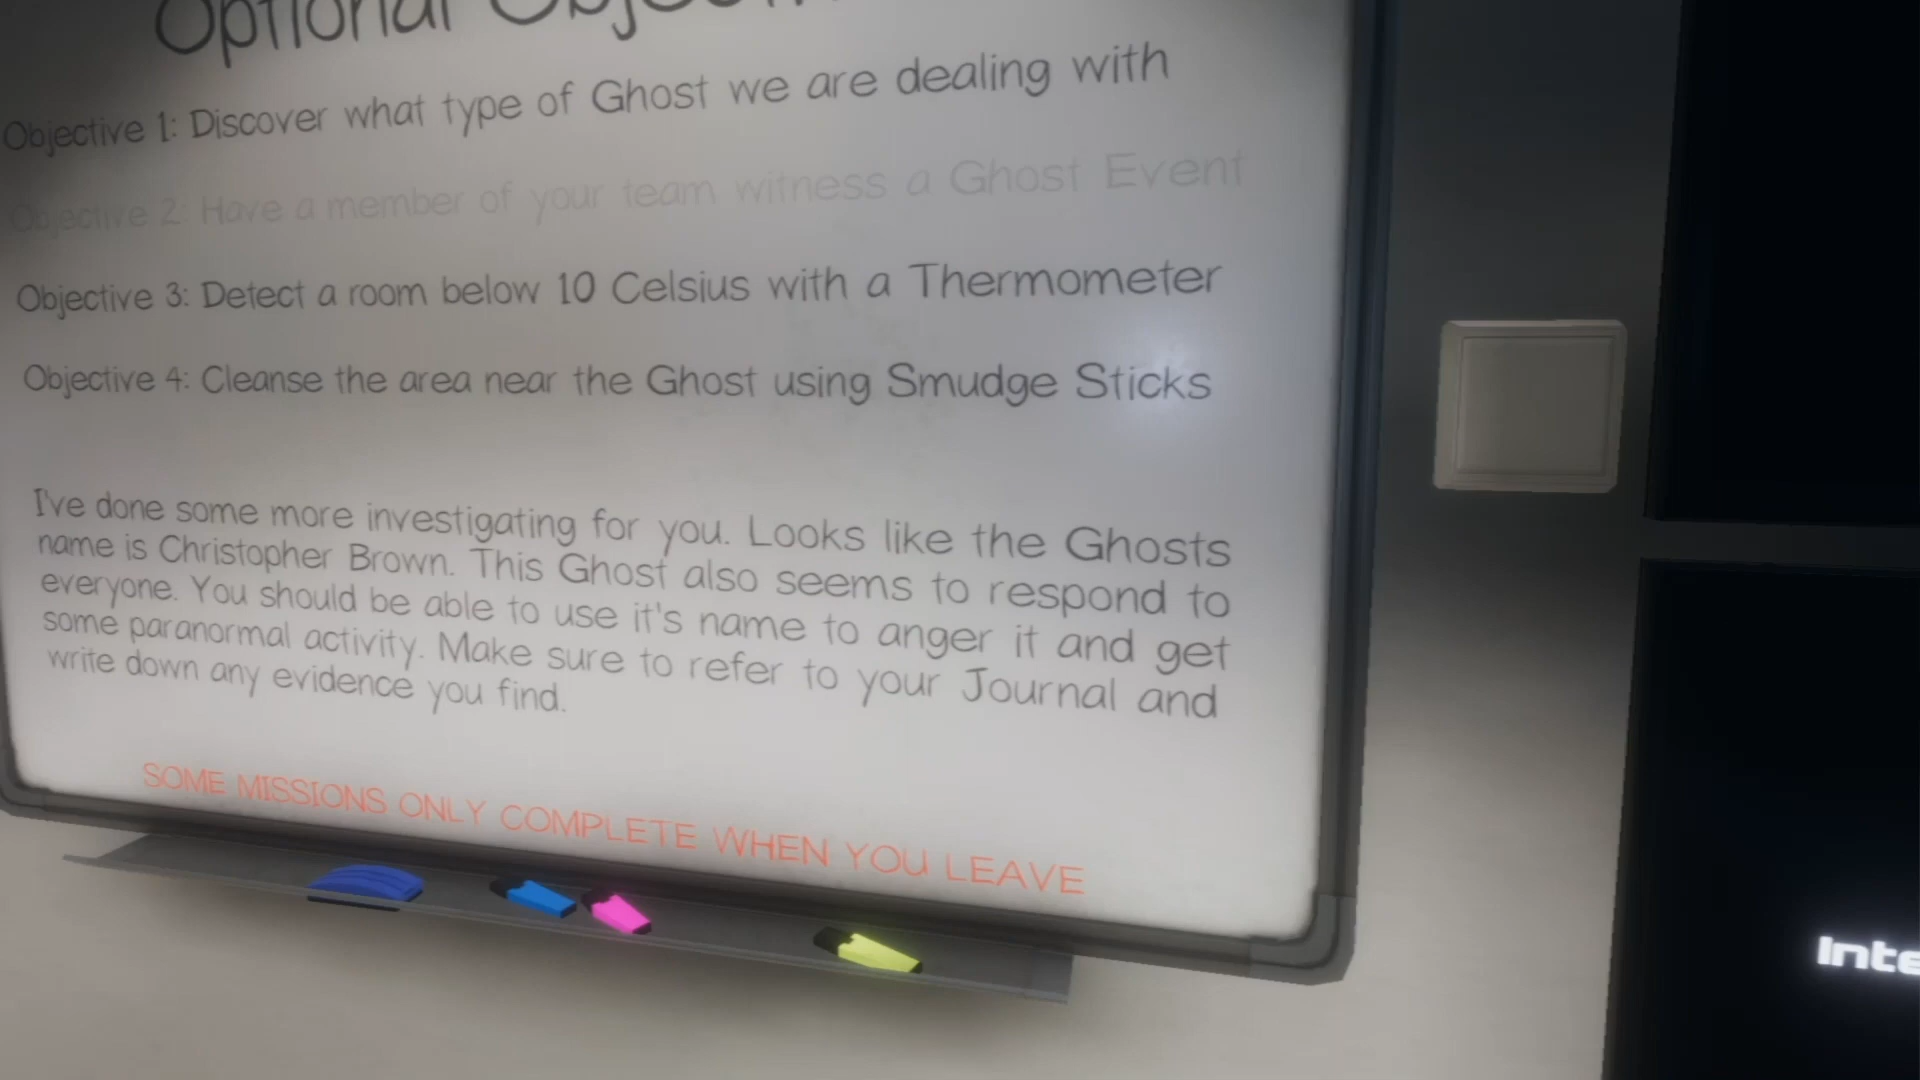 Optional
Objective 1: Discover what type of Ghost we are dealing with
Objective 2: Have a member of your team witness a Ghost Event
Objective 3: Detect a room below 10 Celsius with a Thermometer
Objective 4: Cleanse the area near the Ghost using Smudge Sticks
I've done some more investigating for you. Looks like the Ghosts
name is Christopher Brown. This Ghost also seems to respond to
everyone. You should be able to use it's name to anger it and get
some paranormal activity. Make sure to refer to your Journal and
write down any evidence you find.
SOME MISSIONS ONLY COMPLETE WHEN YOU LEAVE